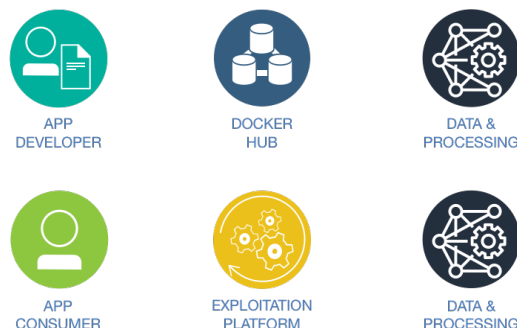 APP
DEVELOPER
DOCKER
HUB
DATA &
PROCESSING
APP
CONSUMER
EXPLOITATION
PLATFORM
DATA &
PROCESSING